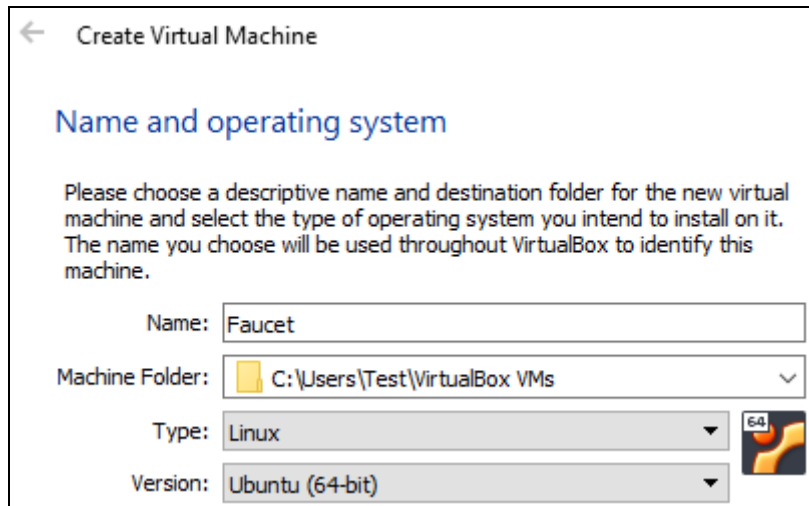 Create Virtual Machine
Name and operating system
Please choose a descriptive name and destination folder for the new virtual
machine and select the type of operating system you intend to install on it.
The name you choose will be used throughout VirtualBox to identify this
machine.
Name: Faucet
Machine Folder: C:\Users\Test\VirtualBox VMs
Type: Linux
64
Version: Ubuntu (64-bit)